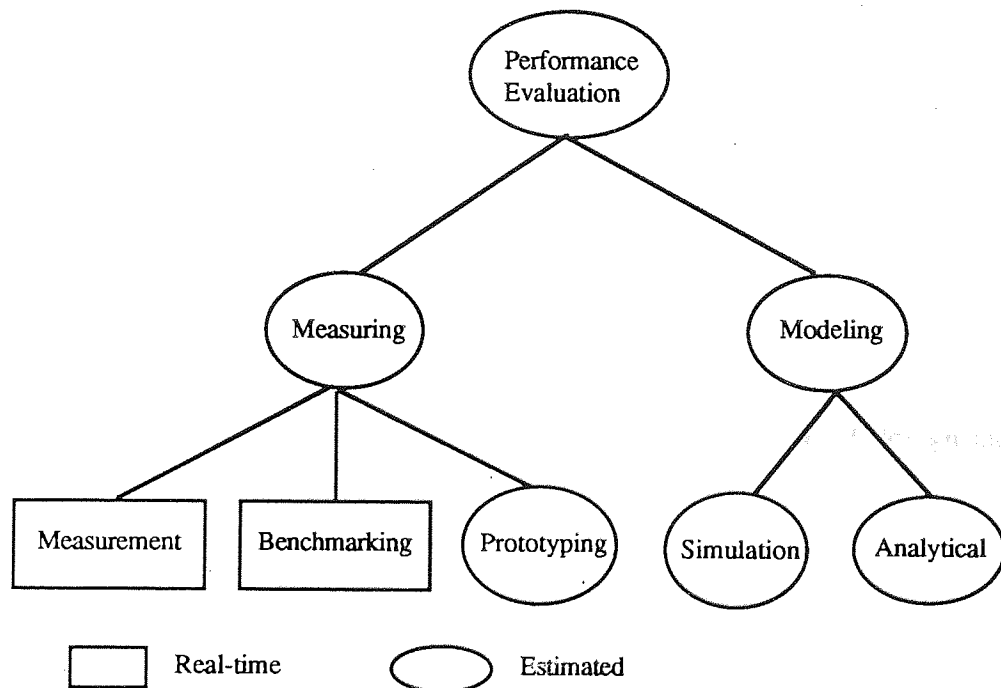 Performance
Evaluation
Measuring
Modeling
Measurement
Benchmarking
Prototyping
Simulation
Analytical
Real-time
Estimated